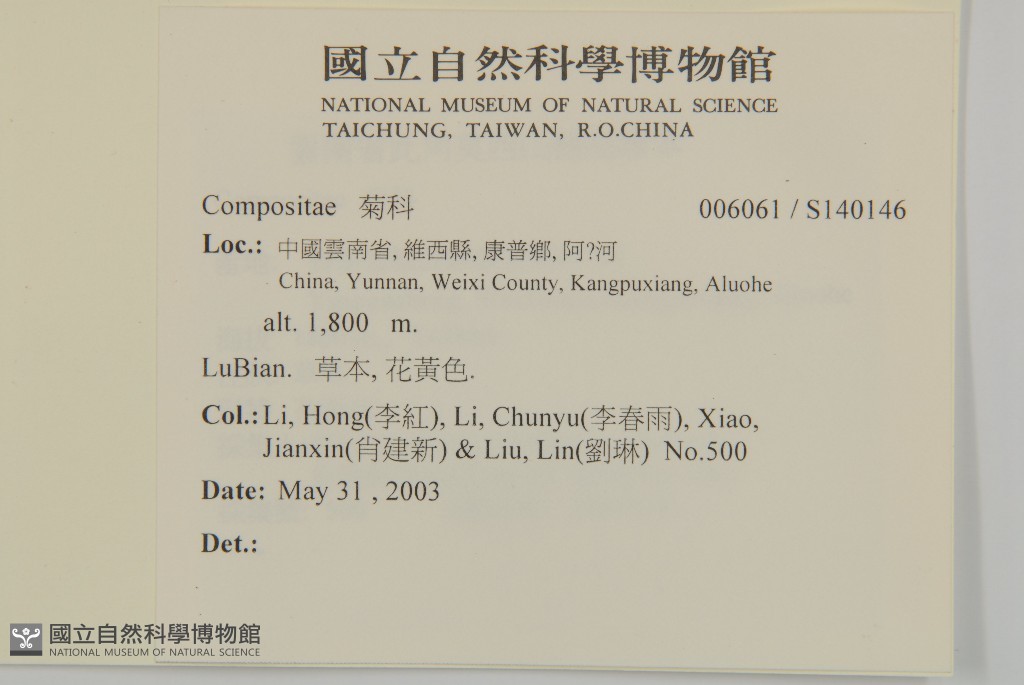 國立自然科學博物館
NATIONAL MUSEUM OF NATURAL SCIENCE
TAICHUNG, TAIWAN, R.O.CHINA
Compositae 菊科 006061 / S140146
Loc.: 中國雲南省, 維西縣, 康普鄉, 阿?河
China, Yunnan, Weixi County, Kangpuxiang, Aluohe
alt. 1,800 m.
LuBian. 草本, 花黃色.
Col.: Li, Hong(李紅), Li, Chunyu(李春雨), Xiao,
Jianxin(肖建新) & Liu, Lin(劉琳) No.500
Date: May 31 , 2003
Det.:
國立自然科學博物館
NATIONAL MUSEUM OF NATURAL SCIENCE